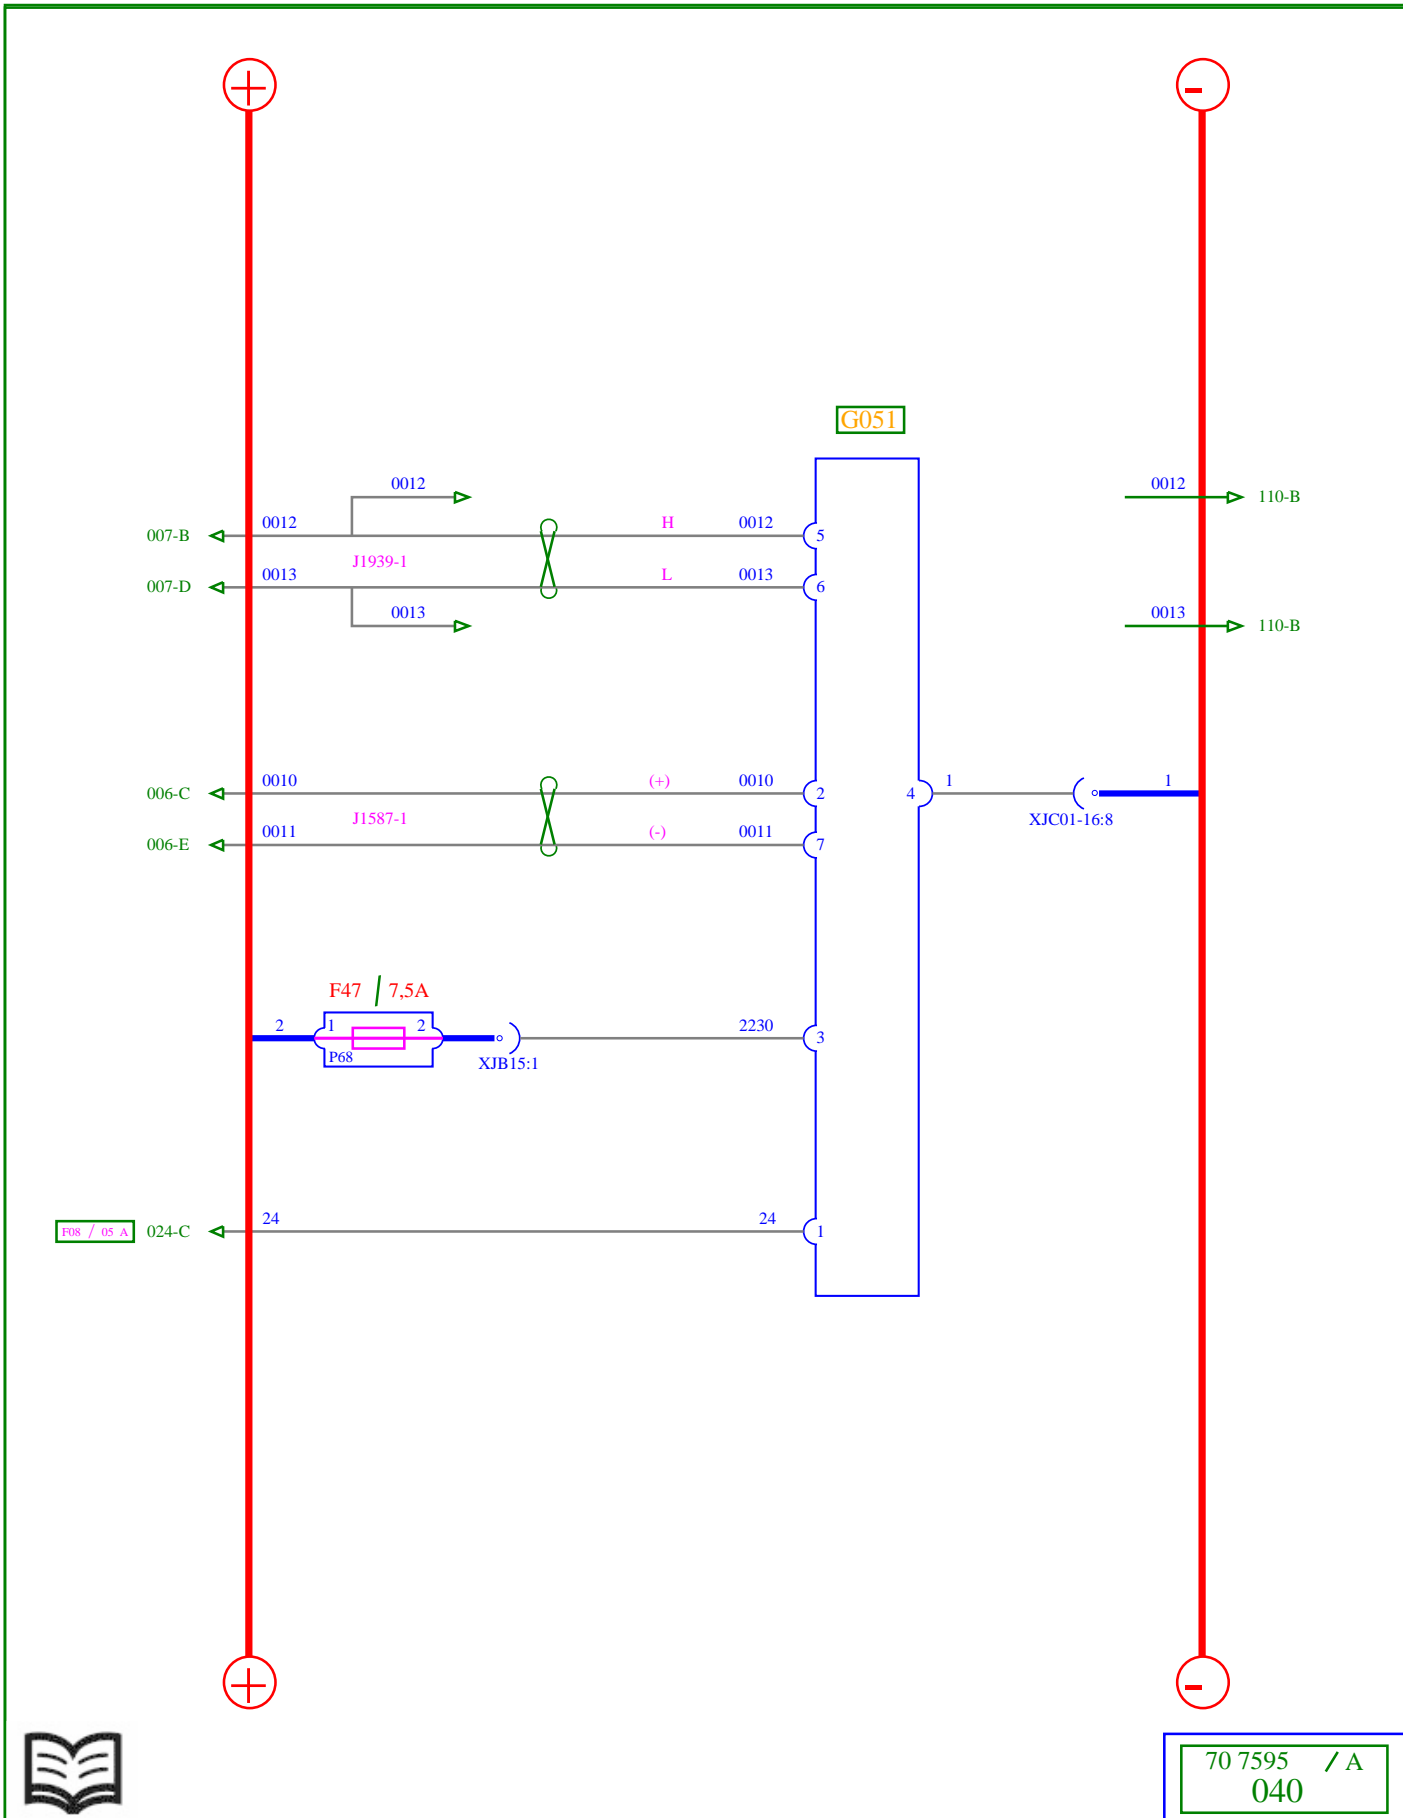 G051
0012 0012
007-B 0012 H 0012 5 110-B
J1939-1
007-D 0013 L 0013 6
0013 0013 110-B
006-C 0010 (+) 0010 2 4 1 1
J1587-1 XJC01-16:8
006-E 0011 (-) 0011 7
F47 / 7,5A
2 1 2 2230 3
P68 XJB15:1
F08 / 05 A 024-C 24 24 1
70 7595 / A
040